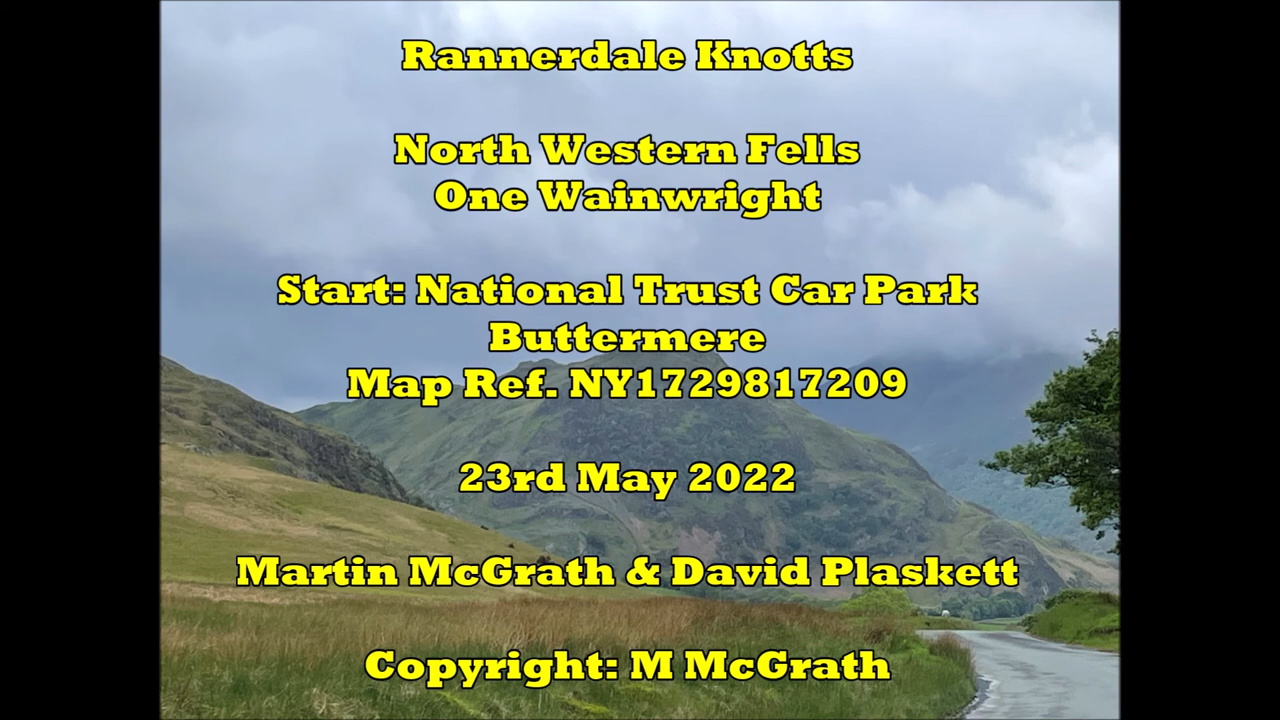 Rannerdale Knotts
North Western Fells
One Wainwright
Start: National Trust Car Park
Buttermere
Map Ref. NY1729817209
23rd May 2022
Martin McGrath & David Plaskett
Copyright: M McGrath